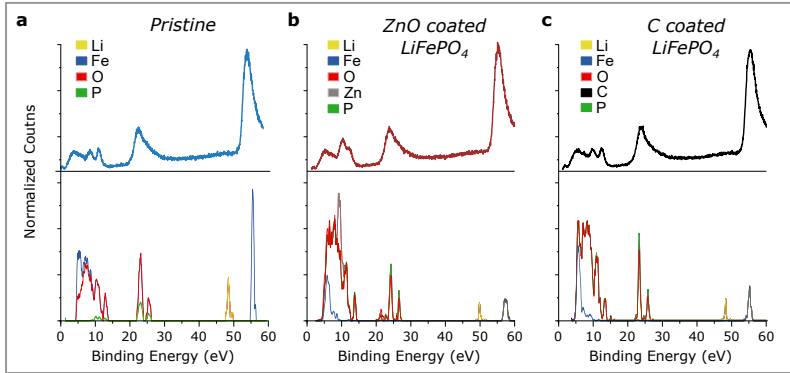 a
Pristine
Li
Fe
O
P
Normalized Coutns
0
10
20
30
40
50
60
Binding Energy (eV)
b
ZnO coated
LiFePO4
Li
Fe
O
Zn
P
0
10
20
30
40
50
60
Binding Energy (eV)
c
C coated
LiFePO4
Li
Fe
O
C
P
0
10
20
30
40
50
60
Binding Energy (eV)